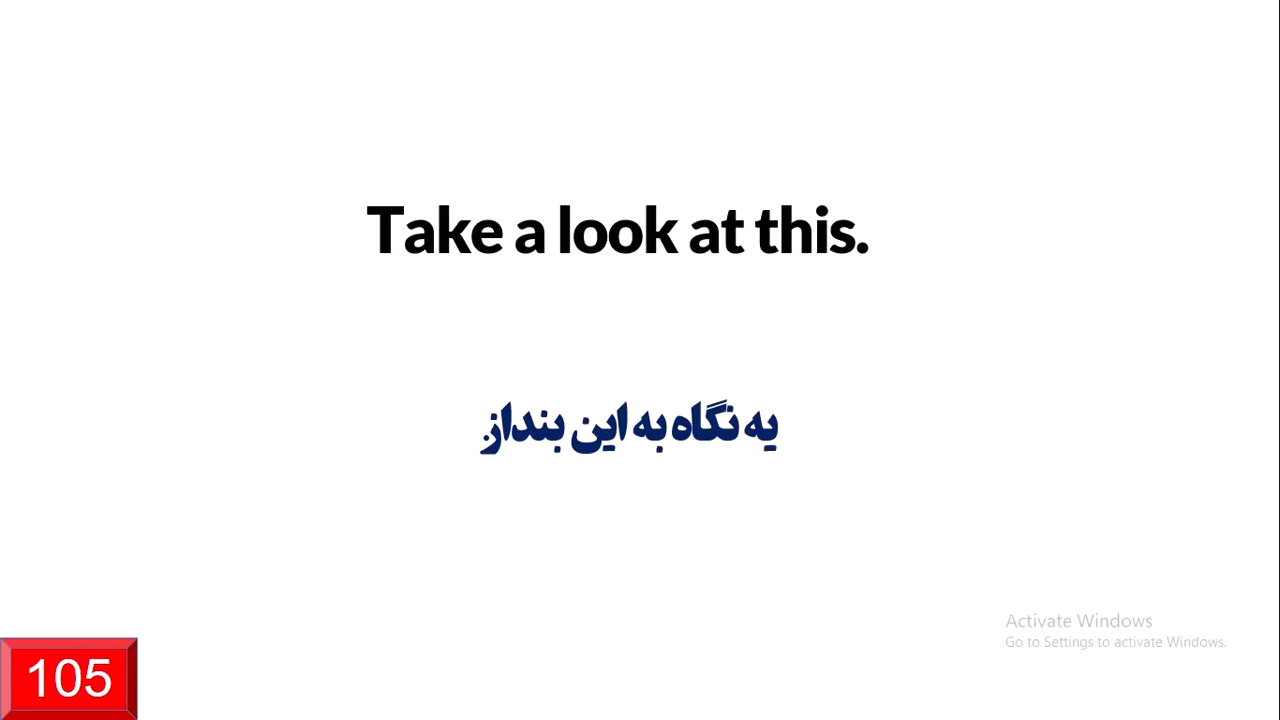 Take a look at this.
یه نگاه به این بنداز.
Activate Windows
Go to Settings to activate Windows.
105